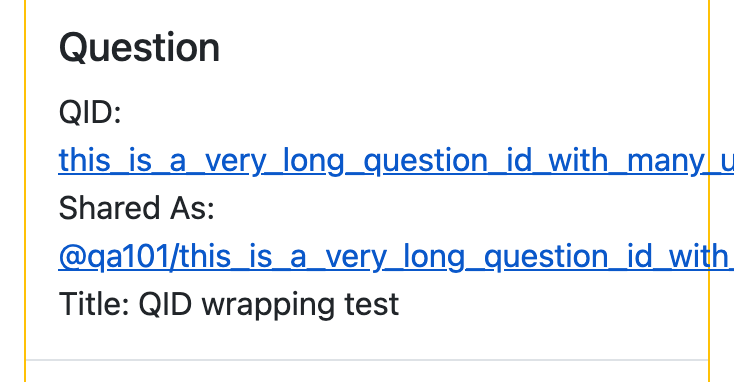 Question
QID:
this_is_a_very_long_question_id_with_many_u
Shared As:
@qa101/this_is_a_very_long_question_id_with_
Title: QID wrapping test